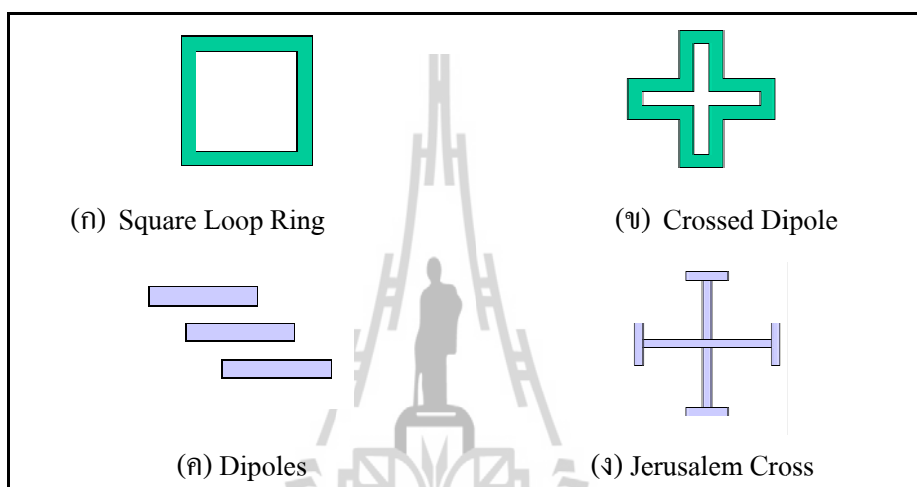 (ก) Square Loop Ring
(ข) Crossed Dipole
(ค) Dipoles
(ง) Jerusalem Cross